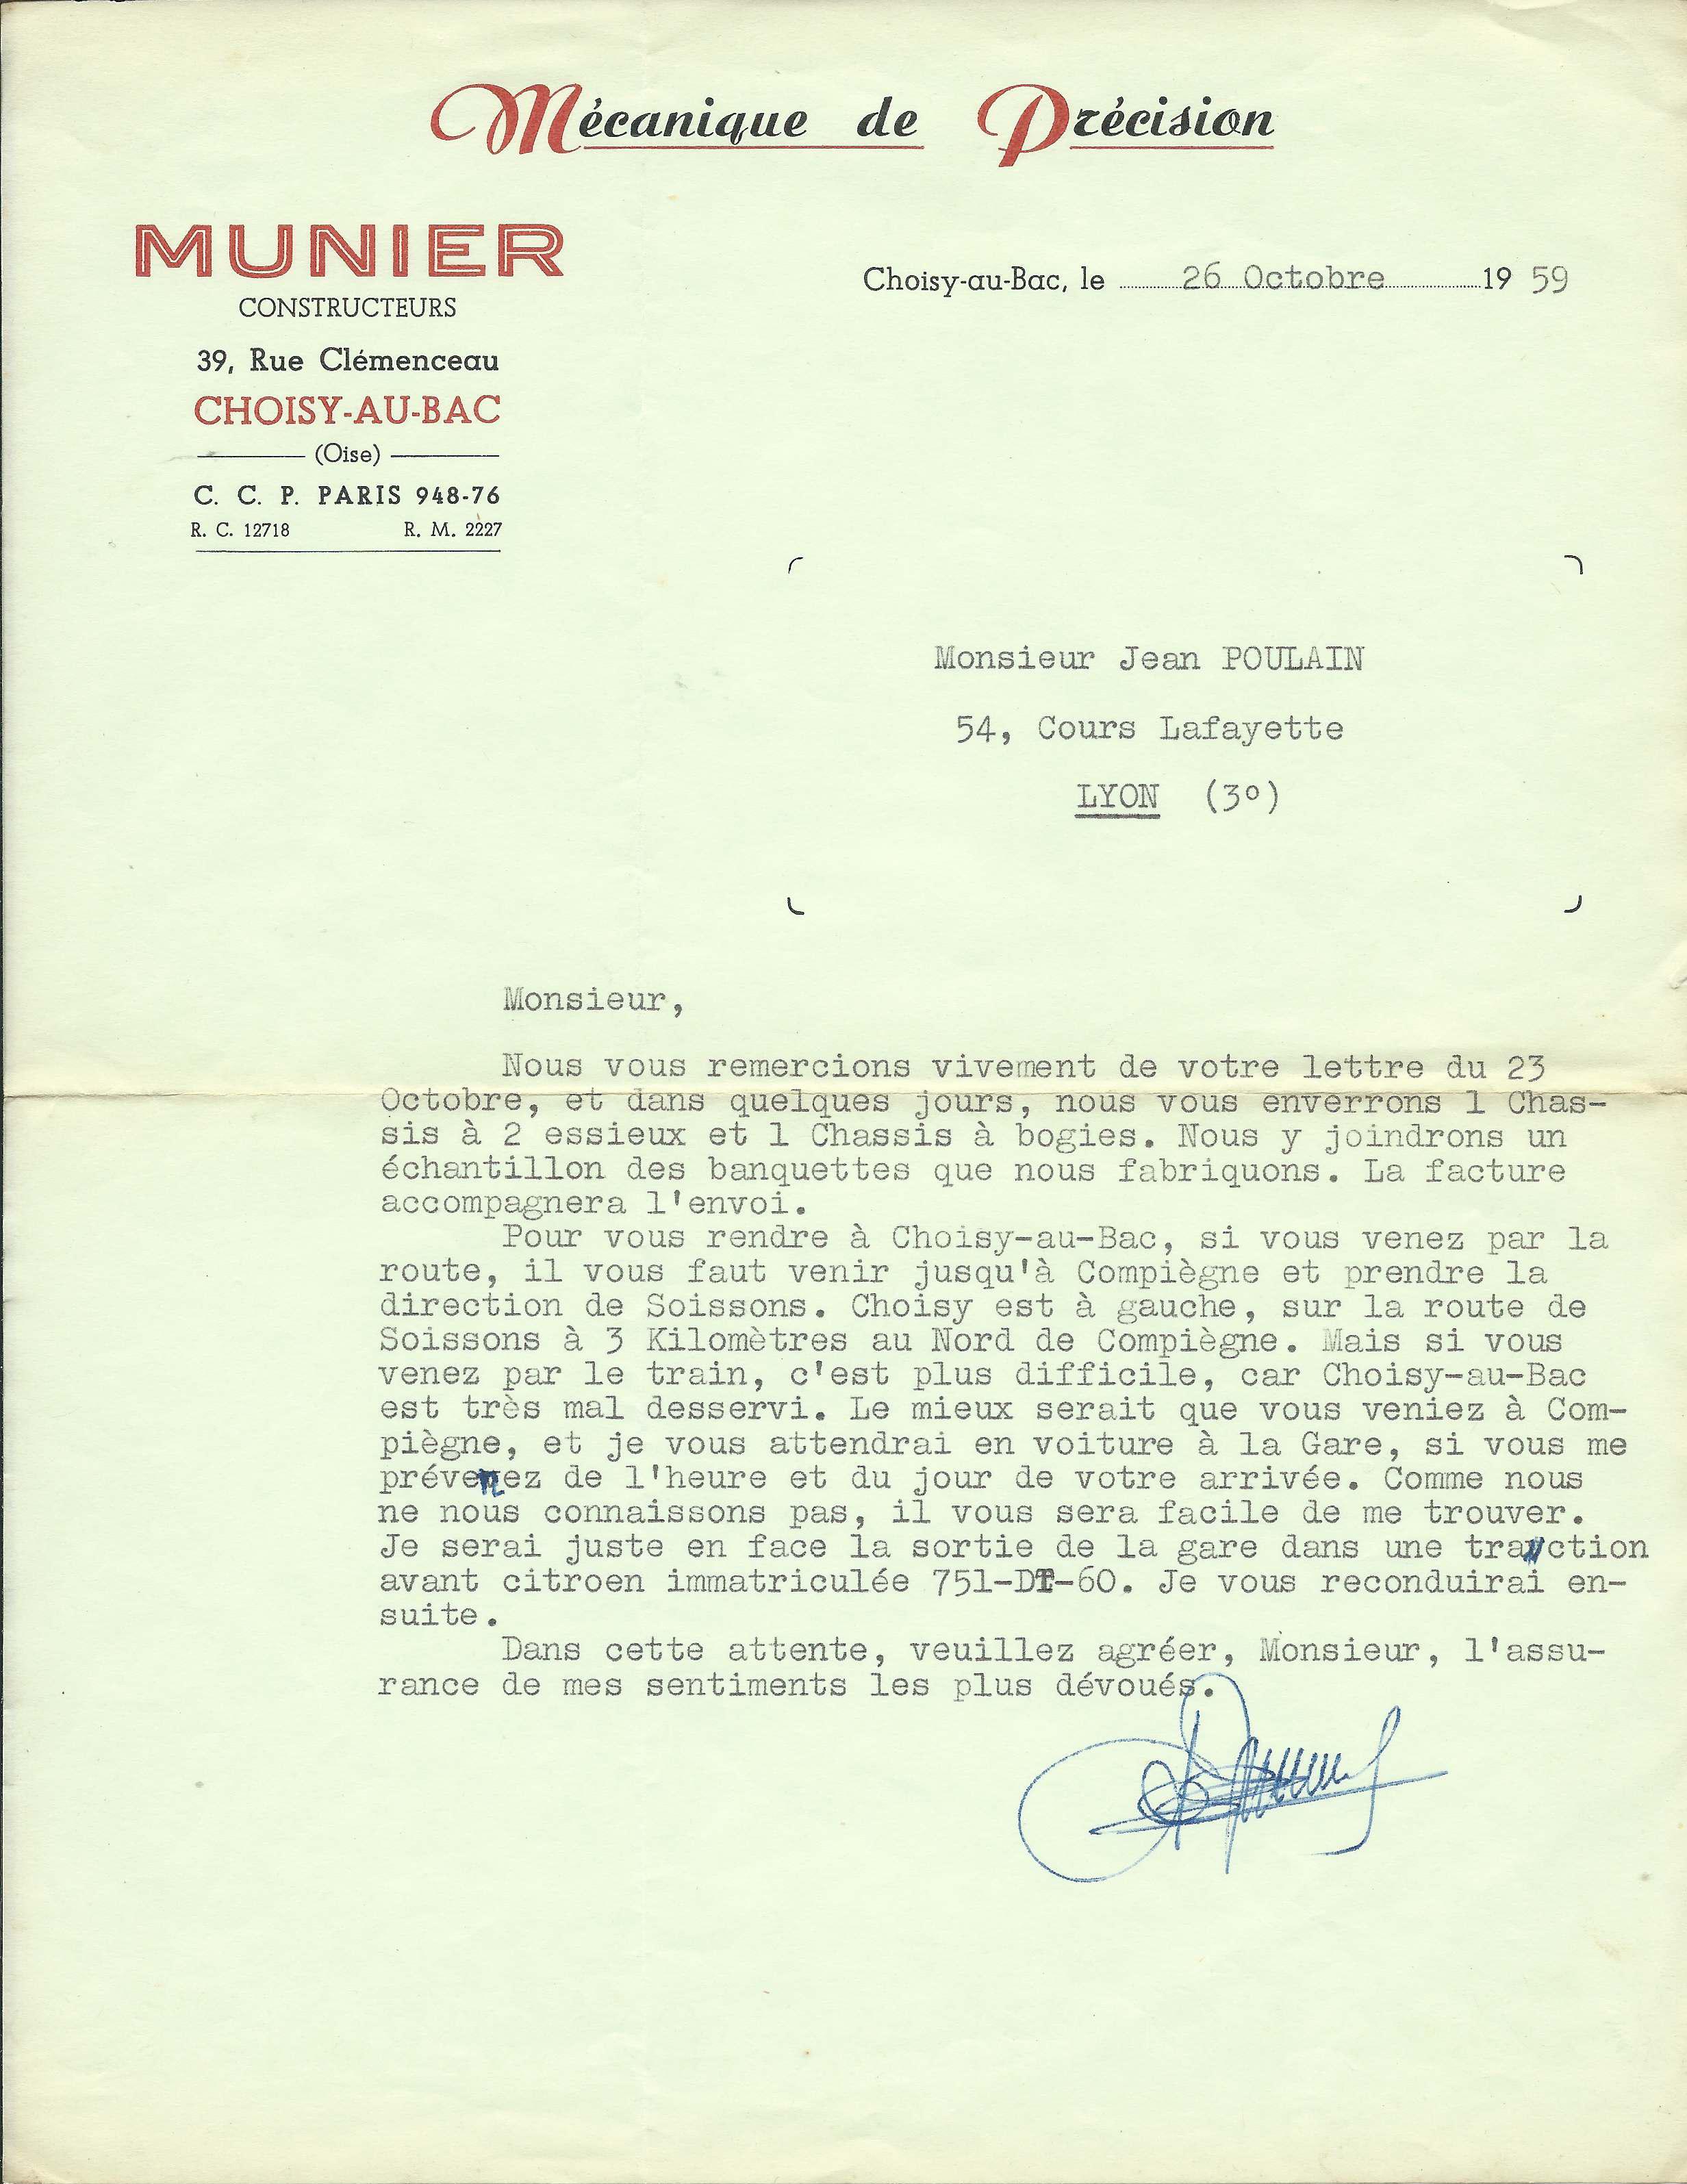 Mécanique de Précision
MUNIER
CONSTRUCTEURS
39, Rue Clémenceau
CHOISY-AU-BAC
(Oise)
C. C. P. PARIS 948-76
R. C. 12718 R. M. 2227
Choisy-au-Bac, le 26 Octobre 19 59
Monsieur Jean POULAIN
54, Cours Lafayette
LYON (3º)
Monsieur,
Nous vous remercions vivement de votre lettre du 23
Octobre, et dans quelques jours, nous vous enverrons 1 Chas-
sis à 2 essieux et 1 Chassis à bogies. Nous y joindrons un
échantillon des banquettes que nous fabriquons. La facture
accompagnera l'envoi.
Pour vous rendre à Choisy-au-Bac, si vous venez par la
route, il vous faut venir jusqu'à Compiègne et prendre la
direction de Soissons. Choisy est à gauche, sur la route de
Soissons à 3 Kilomètres au Nord de Compiègne. Mais si vous
venez par le train, c'est plus difficile, car Choisy-au-Bac
est très mal desservi. Le mieux serait que vous veniez à Com-
piègne, et je vous attendrai en voiture à la Gare, si vous me
prévenez de l'heure et du jour de votre arrivée. Comme nous
ne nous connaissons pas, il vous sera facile de me trouver.
Je serai juste en face la sortie de la gare dans une traction
avant citroen immatriculée 751-DT-60. Je vous reconduirai en-
suite.
Dans cette attente, veuillez agréer, Monsieur, l'assu-
rance de mes sentiments les plus dévoués.